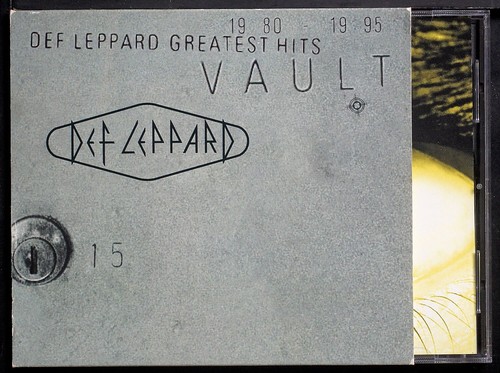 19 80 - 19 95
DEF LEPPARD GREATEST HITS
VAULT
DEF LEPPARD
15